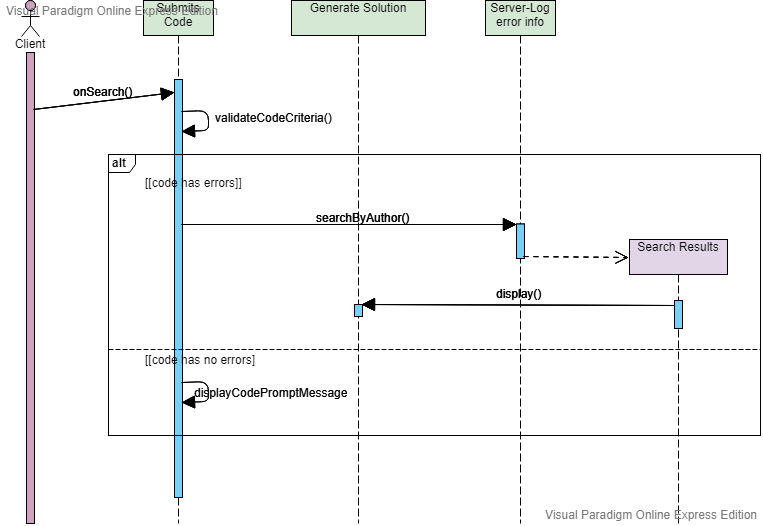 Visual Paradigm Online Express Edition
Submits
Code
Generate Solution
Server-Log
error info
Client
onSearch()
validateCodeCriteria()
alt
[[code has errors]]
searchByAuthor()
Search Results
display()
[[code has no errors]
displayCodePromptMessage
Visual Paradigm Online Express Edition